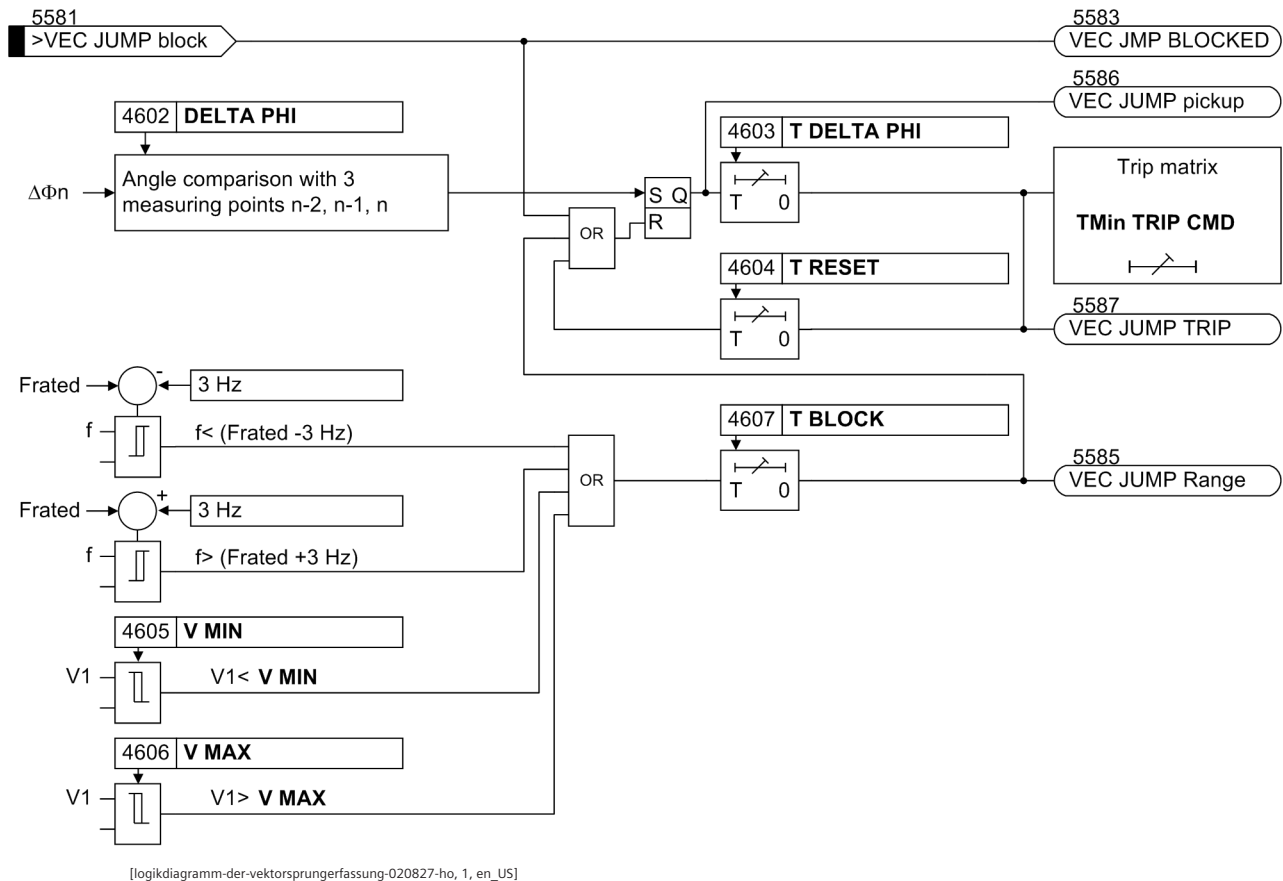 5581
>VEC JUMP block
5583
VEC JMP BLOCKED
5586
VEC JUMP pickup
4602 DELTA PHI
4603 T DELTA PHI
ΔΦn
Angle comparison with 3
measuring points n-2, n-1, n
S Q
R
OR
T 0
Trip matrix
TMin TRIP CMD
4604 T RESET
T 0
5587
VEC JUMP TRIP
Frated
-
3 Hz
f
f< (Frated -3 Hz)
4607 T BLOCK
OR
T 0
5585
VEC JUMP Range
Frated
+
3 Hz
f
f> (Frated +3 Hz)
4605 V MIN
V1
V1< V MIN
4606 V MAX
V1
V1> V MAX
[logikdiagramm-der-vektorsprungerfassung-020827-ho, 1, en_US]